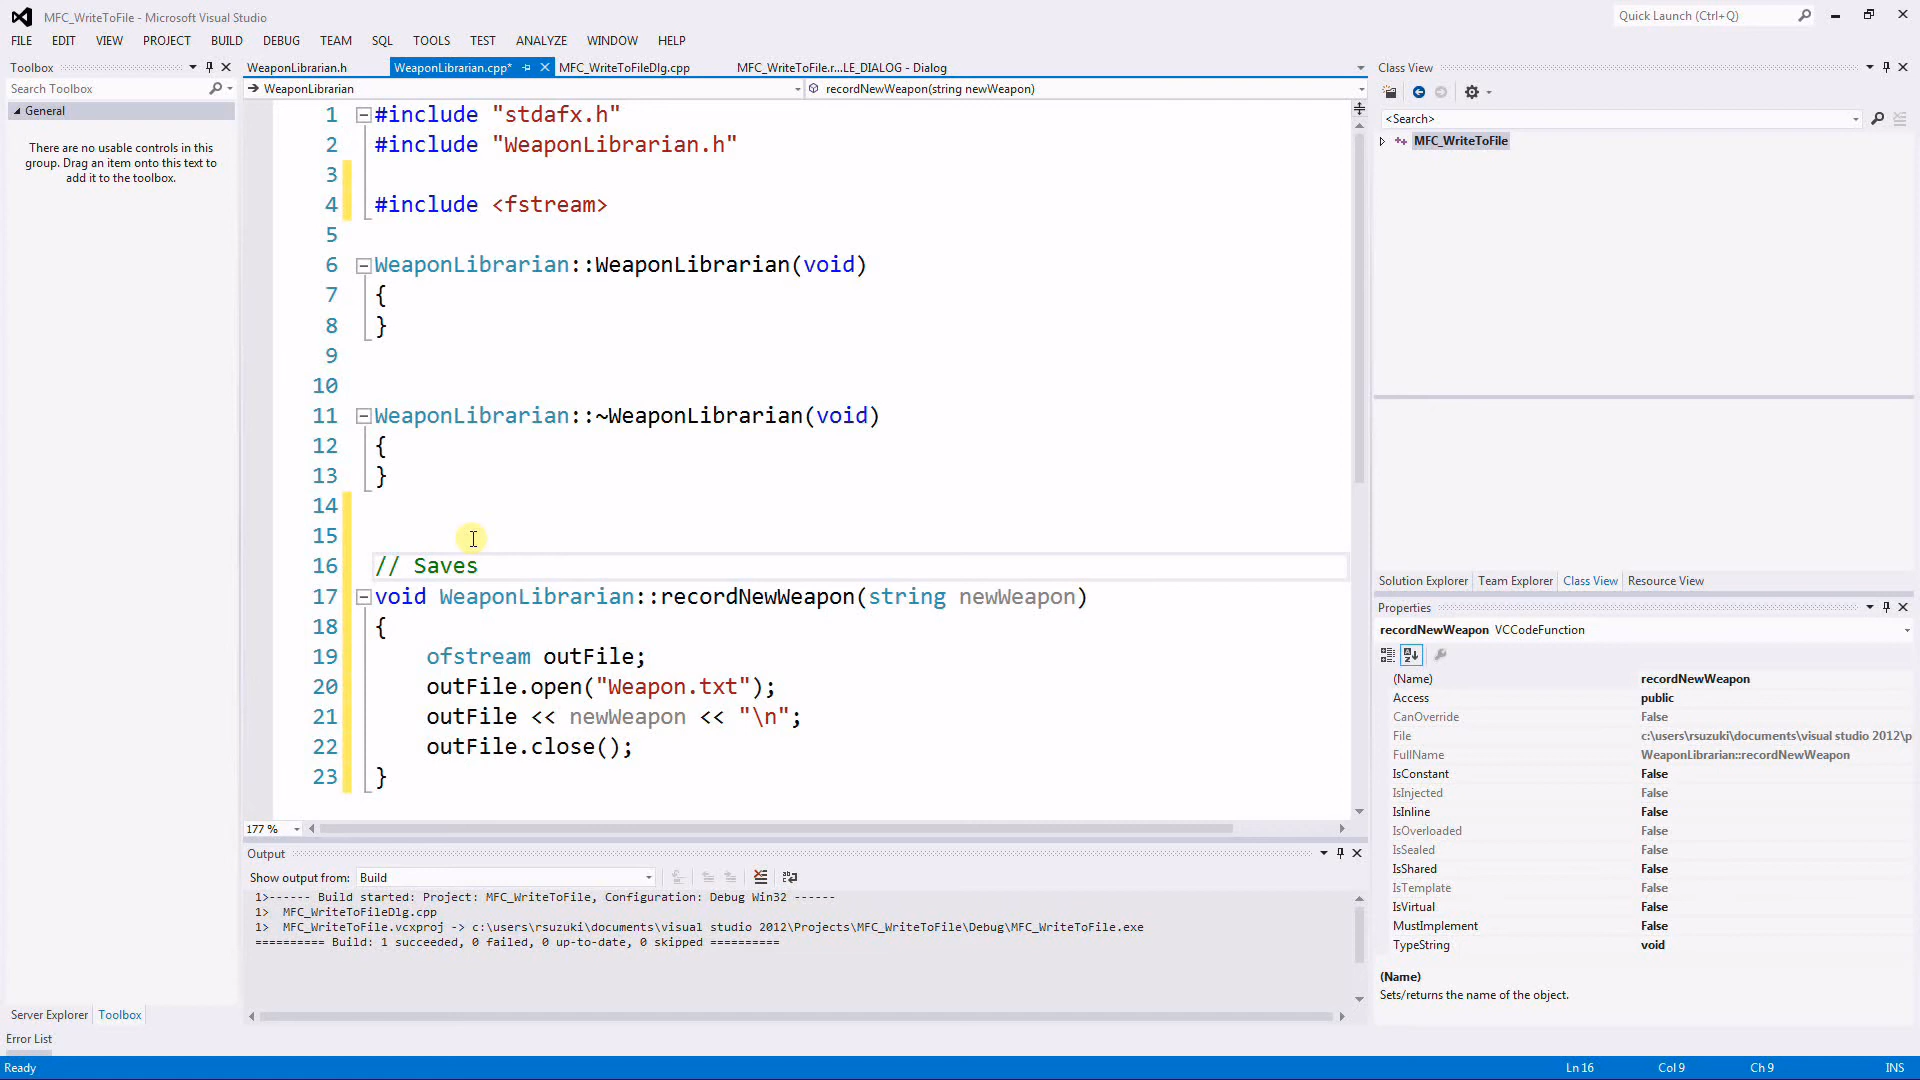 MFC_WriteToFile - Microsoft Visual Studio
Quick Launch (Ctrl+Q)
FILE EDIT VIEW PROJECT BUILD DEBUG TEAM SQL TOOLS TEST ANALYZE WINDOW HELP
Toolbox
Search Toolbox
General
There are no usable controls in this
group. Drag an item onto this text to
add it to the toolbox.
Server Explorer Toolbox
WeaponLibrarian.h WeaponLibrarian.cpp* MFC_WriteToFileDlg.cpp MFC_WriteToFile.r...LE_DIALOG - Dialog
WeaponLibrarian recordNewWeapon(string newWeapon)
1 #include "stdafx.h"
2 #include "WeaponLibrarian.h"
3
4 #include <fstream>
5
6 WeaponLibrarian::WeaponLibrarian(void)
7 {
8 }
9
10
11 WeaponLibrarian::~WeaponLibrarian(void)
12 {
13 }
14
15
16 // Saves
17 void WeaponLibrarian::recordNewWeapon(string newWeapon)
18 {
19 ofstream outFile;
20 outFile.open("Weapon.txt");
21 outFile << newWeapon << "\n";
22 outFile.close();
23 }
177 %
Output
Show output from: Build
1>------ Build started: Project: MFC_WriteToFile, Configuration: Debug Win32 ------
1> MFC_WriteToFileDlg.cpp
1> MFC_WriteToFile.vcxproj -> c:\users\rsuzuki\documents\visual studio 2012\Projects\MFC_WriteToFile\Debug\MFC_WriteToFile.exe
========== Build: 1 succeeded, 0 failed, 0 up-to-date, 0 skipped ==========
Class View
<Search>
MFC_WriteToFile
Solution Explorer Team Explorer Class View Resource View
Properties
recordNewWeapon VCCodeFunction
(Name) recordNewWeapon
Access public
CanOverride False
File c:\users\rsuzuki\documents\visual studio 2012\p
FullName WeaponLibrarian::recordNewWeapon
IsConstant False
IsInjected False
IsInline False
IsOverloaded False
IsSealed False
IsShared False
IsTemplate False
IsVirtual False
MustImplement False
TypeString void
(Name)
Sets/returns the name of the object.
Error List
Ready Ln 16 Col 9 Ch 9 INS